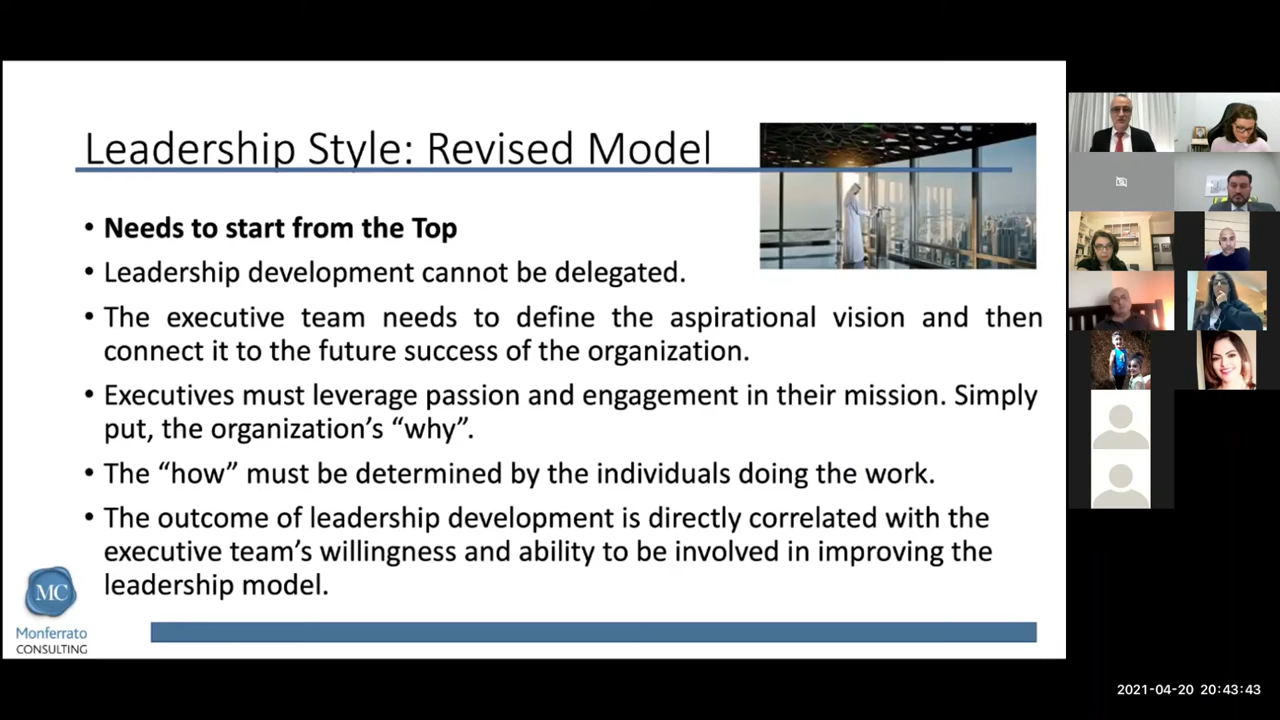 Leadership Style: Revised Model
• Needs to start from the Top
• Leadership development cannot be delegated.
• The executive team needs to define the aspirational vision and then
connect it to the future success of the organization.
• Executives must leverage passion and engagement in their mission. Simply
put, the organization’s “why”.
• The “how” must be determined by the individuals doing the work.
• The outcome of leadership development is directly correlated with the
executive team’s willingness and ability to be involved in improving the
leadership model.
MC
Monferrato
CONSULTING
2021-04-20 20:43:43